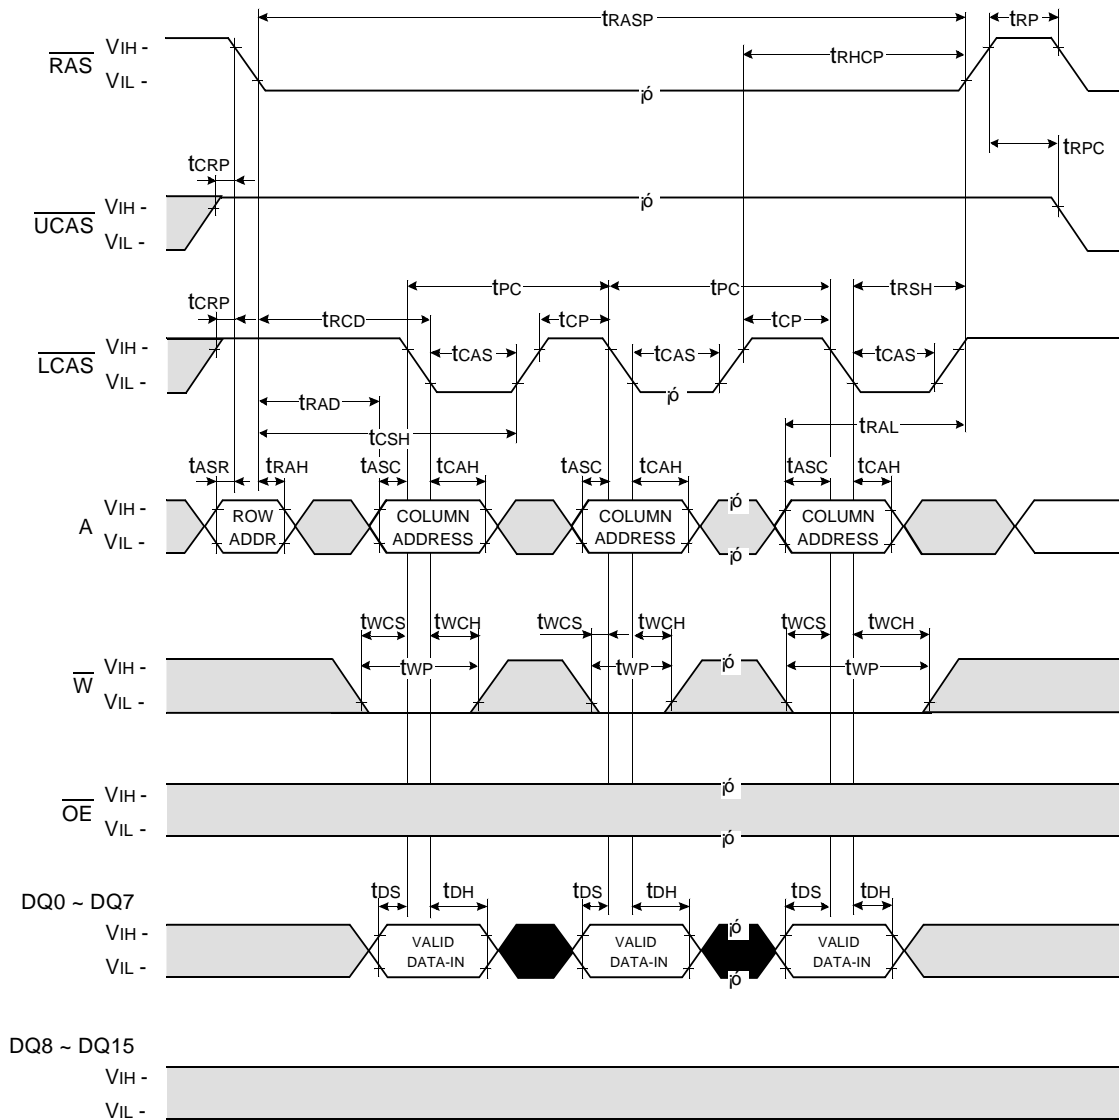 tRASP
tRP
RAS
VIH -
VIL -
tRHCP
¡ó
tCRP
tRPC
UCAS
VIH -
VIL -
¡ó
tCRP
tPC
tPC
tRSH
tRCD
tCP
tCP
LCAS
VIH -
VIL -
tCAS
tCAS
tCAS
¡ó
tRAD
tCSH
tRAL
tASR
tRAH
tASC
tCAH
tASC
tCAH
tASC
tCAH
A
VIH -
VIL -
ROW
ADDR
COLUMN
ADDRESS
COLUMN
ADDRESS
¡ó
¡ó
COLUMN
ADDRESS
tWCS
tWCH
tWCS
tWCH
tWCS
tWCH
tWP
tWP
tWP
W
VIH -
VIL -
¡ó
OE
VIH -
VIL -
¡ó
¡ó
DQ0 ~ DQ7
tDS
tDH
tDS
tDH
tDS
tDH
VIH -
VIL -
VALID
DATA-IN
VALID
DATA-IN
¡ó
¡ó
VALID
DATA-IN
DQ8 ~ DQ15
VIH -
VIL -